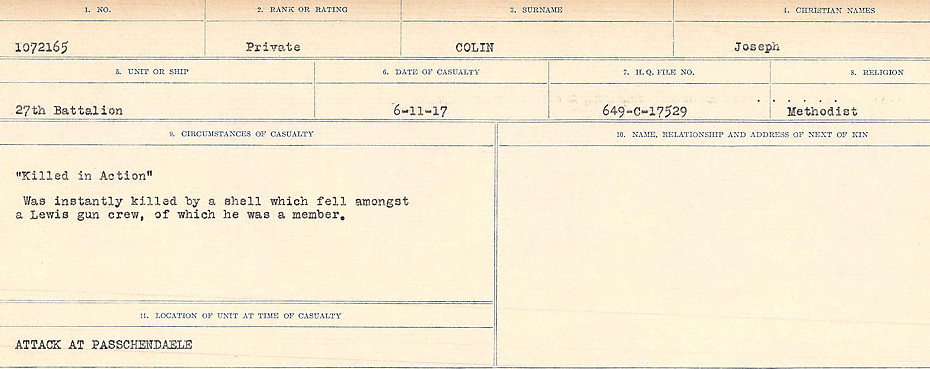 1. NO. 2. RANK OR RATING 3. SURNAME 4. CHRISTIAN NAMES
1072165 Private COLIN Joseph
5. UNIT OR SHIP 6. DATE OF CASUALTY 7. H. Q. FILE NO. 8. RELIGION
27th Battalion 6-11-17 649-C-17529 Methodist
9. CIRCUMSTANCES OF CASUALTY 10. NAME, RELATIONSHIP AND ADDRESS OF NEXT OF KIN
"Killed in Action"
Was instantly killed by a shell which fell amongst
a Lewis gun crew, of which he was a member.
11. LOCATION OF UNIT AT TIME OF CASUALTY
ATTACK AT PASSCHENDAELE